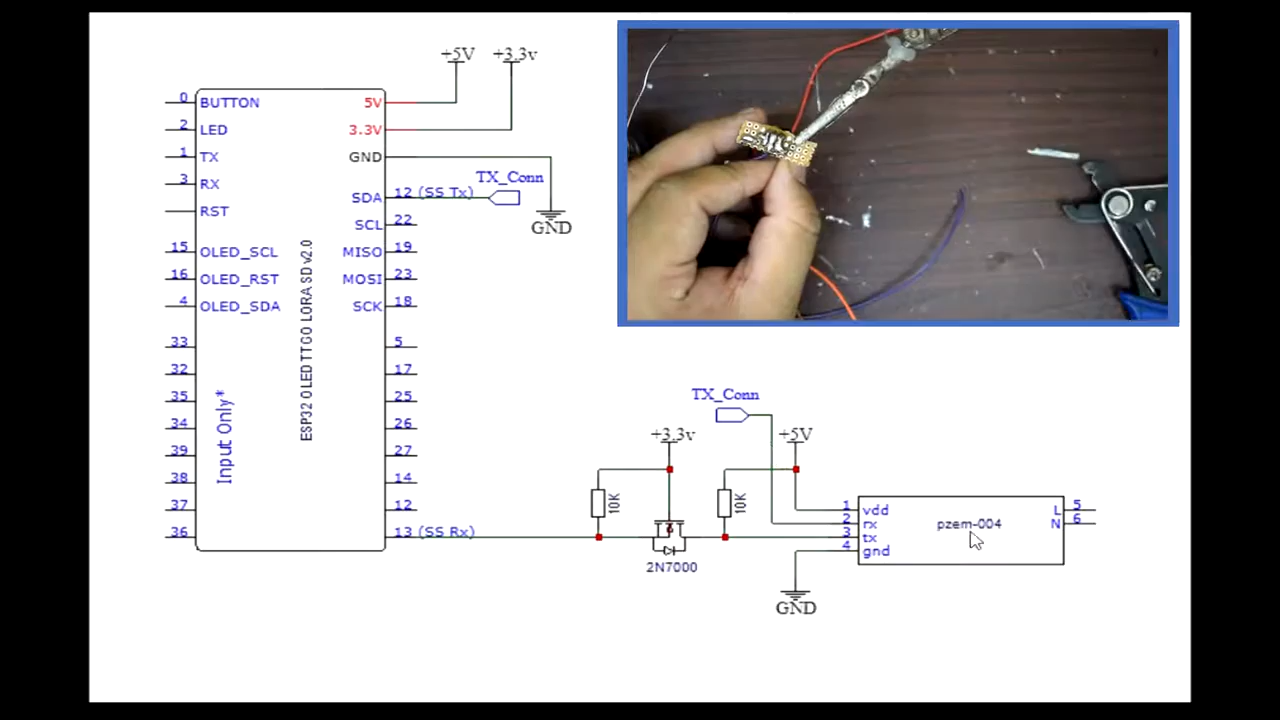 +5V +3.3v
0 BUTTON 5V
2 LED 3.3V
1 TX GND
3 RX SDA 12 (SS Tx) TX_Conn
RST SCL 22 GND
15 OLED_SCL MISO 19
16 OLED_RST MOSI 23
4 OLED_SDA SCK 18
ESP32 OLED TTGO LORA SDv2.0
Input Only*
33 5
32 17
35 25
34 26
39 27
38 14
37 12
36 13 (SS Rx)
TX_Conn
+3.3v +5V
10K 10K
2N7000
1 vdd L 5
2 rx pzem-004 N 6
3 tx
4 gnd
GND